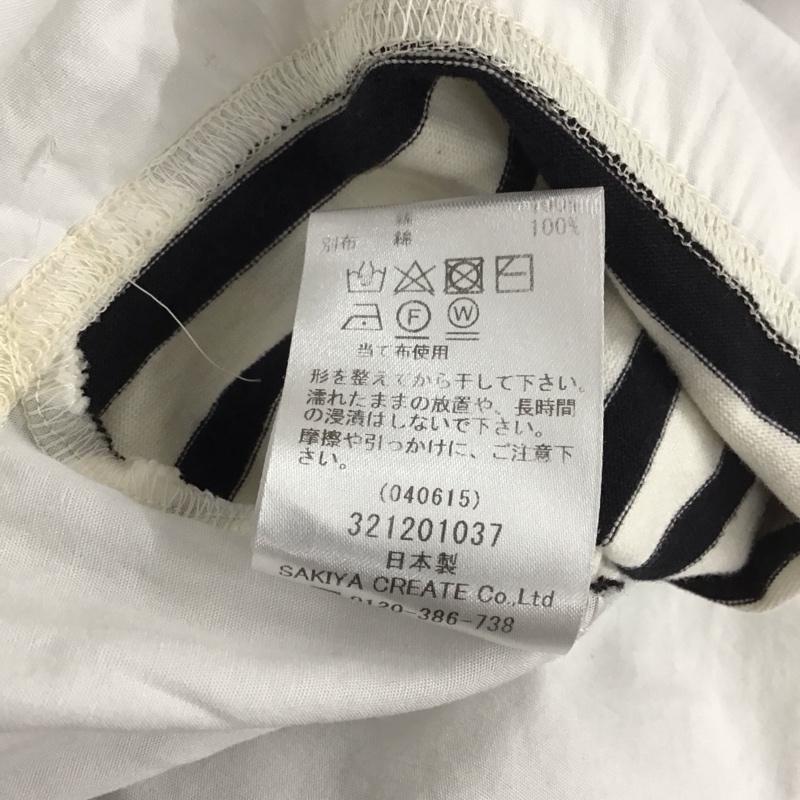 綿 100%
別布 綿 100%
F W
当て布使用
形を整えてから干して下さい。
濡れたままの放置や、長時間
の浸漬はしないで下さい。
摩擦や引っかけに、ご注意下
さい。
(040615)
321201037
日本製
SAKIYA CREATE Co.,Ltd
0120-386-738